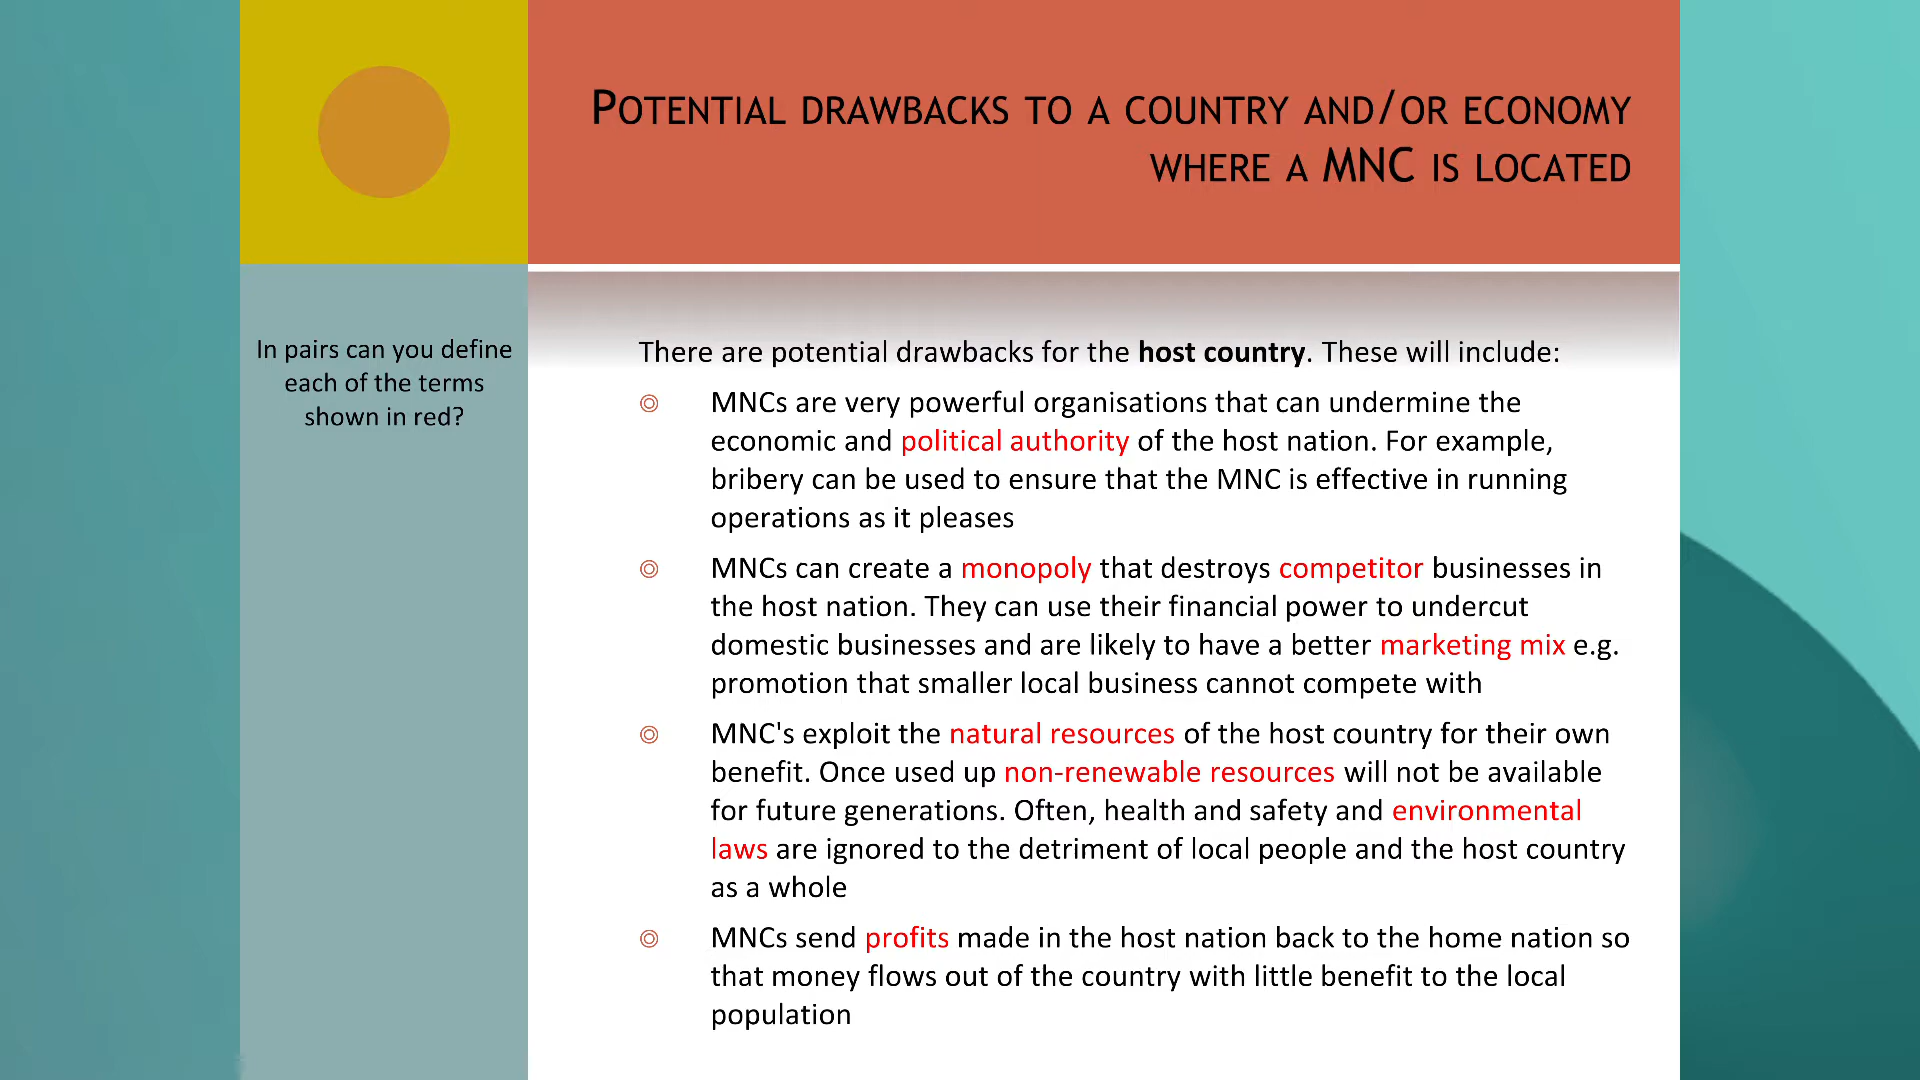 Potential drawbacks to a country and/or economy
where a MNC is located
In pairs can you define
each of the terms
shown in red?
There are potential drawbacks for the host country. These will include:
MNCs are very powerful organisations that can undermine the
economic and political authority of the host nation. For example,
bribery can be used to ensure that the MNC is effective in running
operations as it pleases
MNCs can create a monopoly that destroys competitor businesses in
the host nation. They can use their financial power to undercut
domestic businesses and are likely to have a better marketing mix e.g.
promotion that smaller local business cannot compete with
MNC's exploit the natural resources of the host country for their own
benefit. Once used up non-renewable resources will not be available
for future generations. Often, health and safety and environmental
laws are ignored to the detriment of local people and the host country
as a whole
MNCs send profits made in the host nation back to the home nation so
that money flows out of the country with little benefit to the local
population